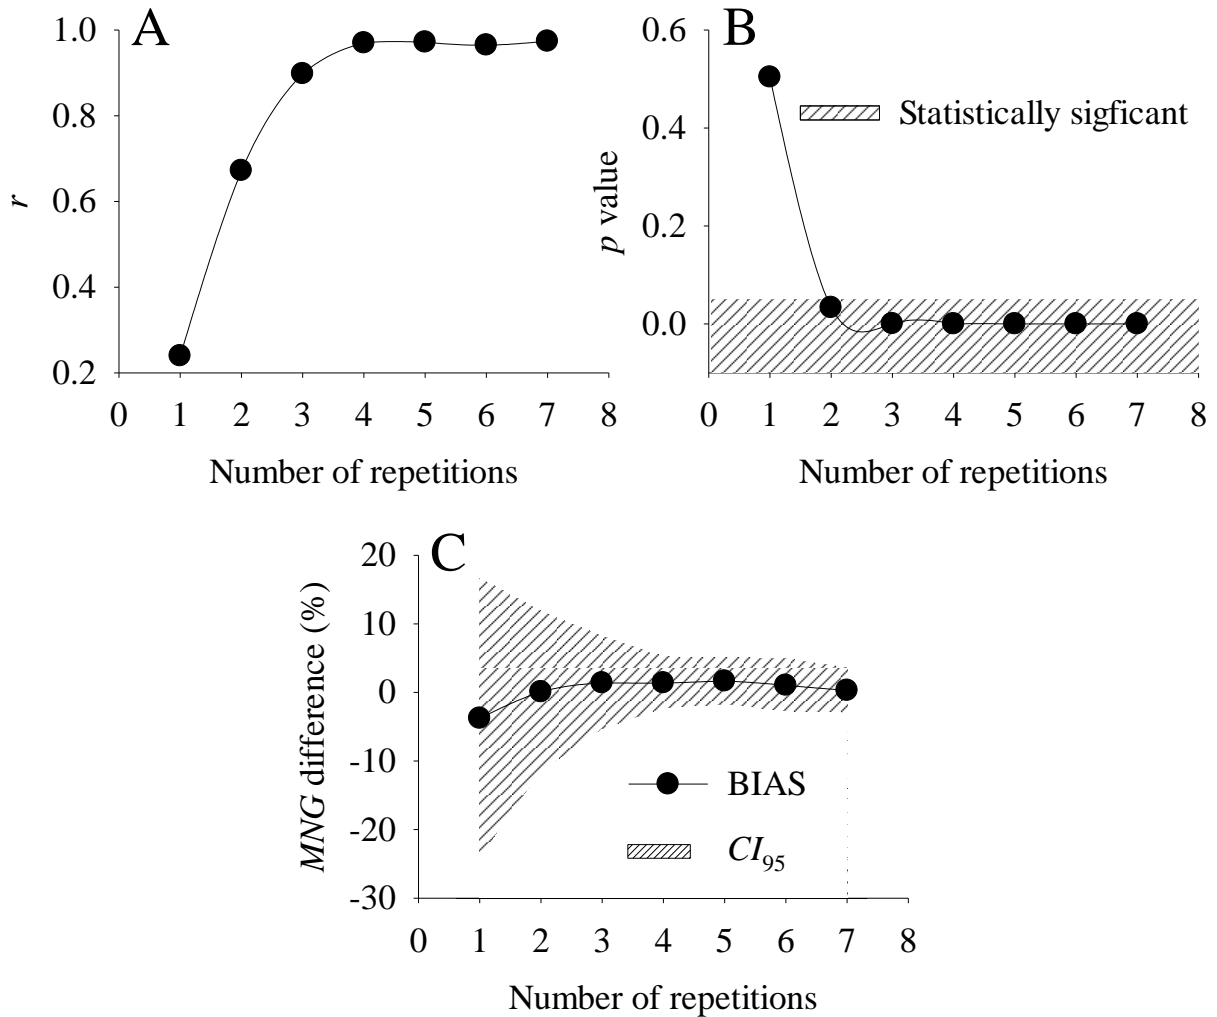 A
1.0
0.8
0.6
0.4
0.2
r
0 1 2 3 4 5 6 7 8
Number of repetitions
B
0.6
0.4
0.2
0.0
p value
Statistically sigficant
0 1 2 3 4 5 6 7 8
Number of repetitions
C
20
10
0
-10
-20
-30
MNG difference (%)
BIAS
CI95
0 1 2 3 4 5 6 7 8
Number of repetitions